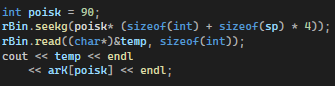 int poisk = 90;
rBin.seekg(poisk* (sizeof(int) + sizeof(sp) * 4));
rBin.read((char*)&temp, sizeof(int));
cout << temp << endl
<< arK[poisk] << endl;